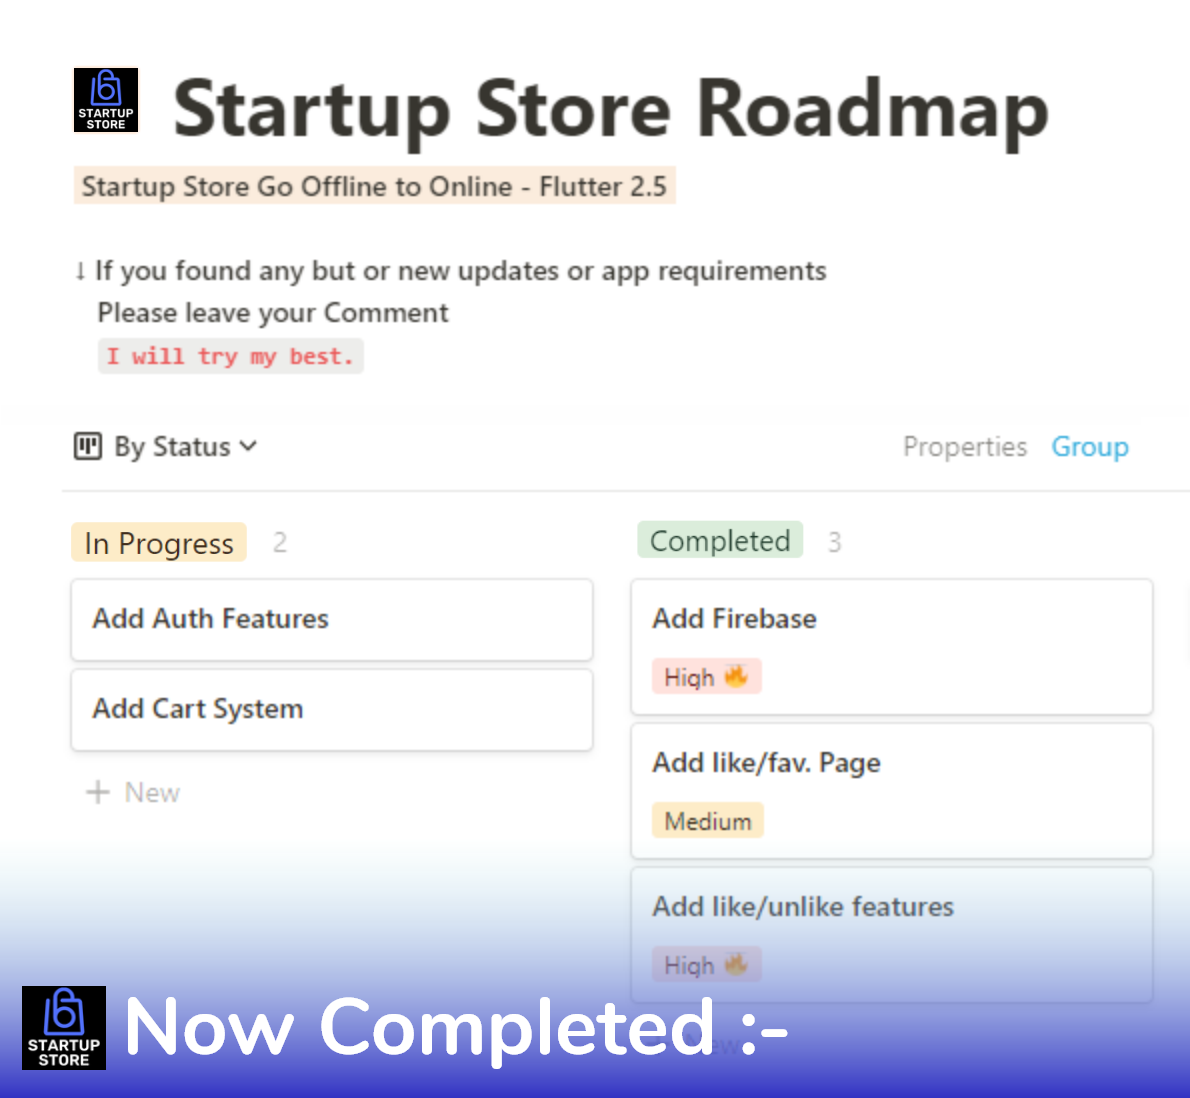 STARTUP
STORE
Startup Store Roadmap
Startup Store Go Offline to Online - Flutter 2.5
↓ If you found any but or new updates or app requirements
Please leave your Comment
I will try my best.
By Status
Properties Group
In Progress 2
Completed 3
Add Auth Features
Add Cart System
+ New
Add Firebase
High 🔥
Add like/fav. Page
Medium
Add like/unlike features
High 🔥
New
STARTUP
STORE
Now Completed :-